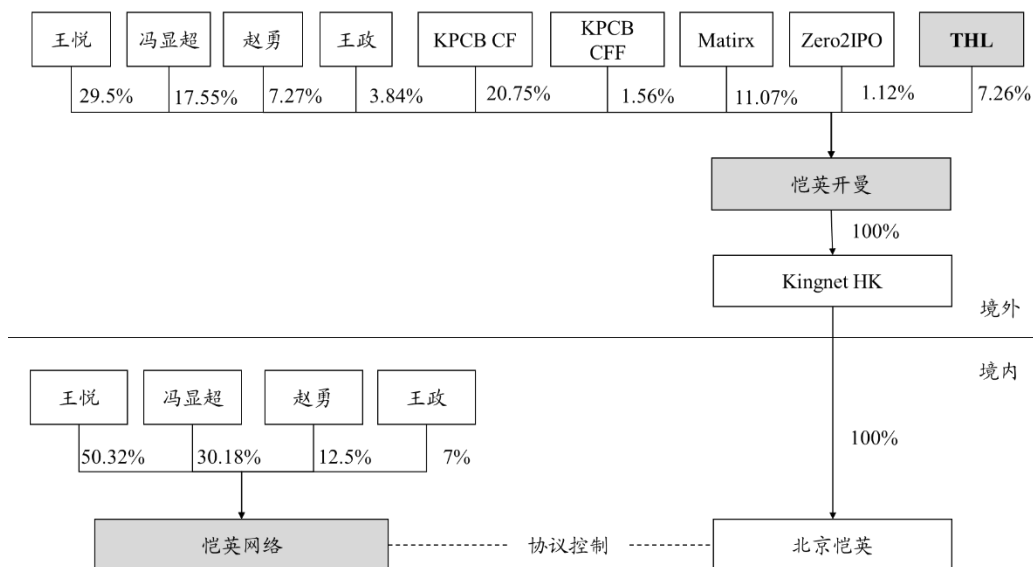 王悦
冯显超
赵勇
王政
KPCB CF
KPCB
CFF
Matirx
Zero2IPO
THL
29.5%
17.55%
7.27%
3.84%
20.75%
1.56%
11.07%
1.12%
7.26%
恺英开曼
100%
Kingnet HK
境外
境内
王悦
冯显超
赵勇
王政
50.32%
30.18%
12.5%
7%
100%
恺英网络
协议控制
北京恺英